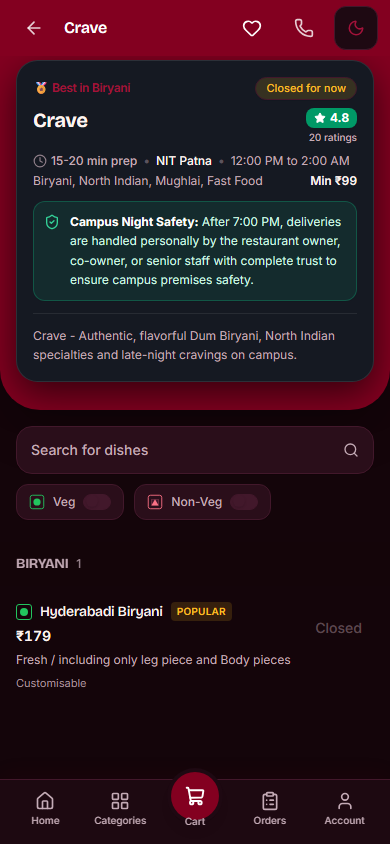 Crave
Best in Biryani
Closed for now
Crave
4.8
20 ratings
15-20 min prep • NIT Patna • 12:00 PM to 2:00 AM
Biryani, North Indian, Mughlai, Fast Food
Min ₹99
Campus Night Safety: After 7:00 PM, deliveries
are handled personally by the restaurant owner,
co-owner, or senior staff with complete trust to
ensure campus premises safety.
Crave - Authentic, flavorful Dum Biryani, North Indian
specialties and late-night cravings on campus.
Search for dishes
Veg
Non-Veg
BIRYANI 1
Hyderabadi Biryani POPULAR
₹179
Closed
Fresh / including only leg piece and Body pieces
Customisable
Home
Categories
Cart
Orders
Account